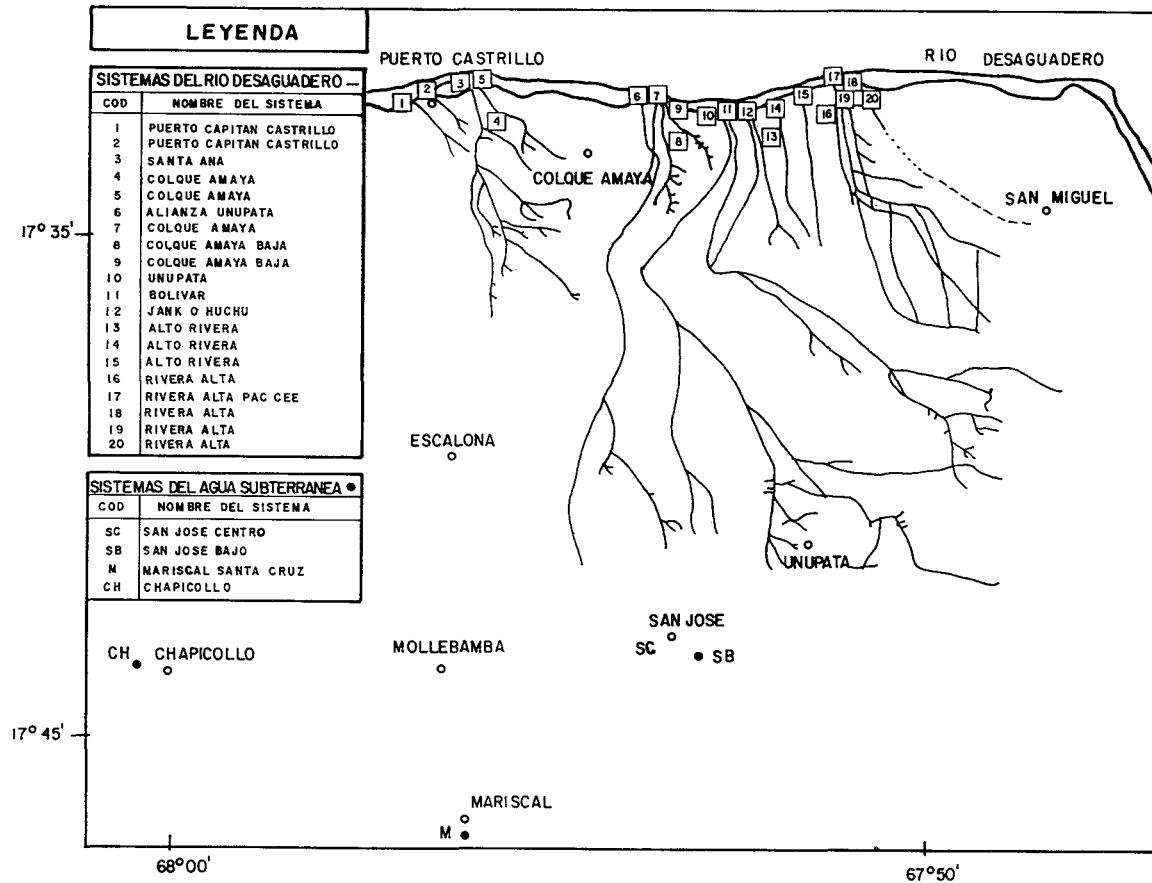 LEYENDA
SISTEMAS DEL RIO DESAGUADERO —
COD NOMBRE DEL SISTEMA
1 PUERTO CAPITAN CASTRILLO
2 PUERTO CAPITAN CASTRILLO
3 SANTA ANA
4 COLQUE AMAYA
5 COLQUE AMAYA
6 ALIANZA UNUPATA
7 COLQUE AMAYA
8 COLQUE AMAYA BAJA
9 COLQUE AMAYA BAJA
10 UNUPATA
11 BOLIVAR
12 JANK O HUCHU
13 ALTO RIVERA
14 ALTO RIVERA
15 ALTO RIVERA
16 RIVERA ALTA
17 RIVERA ALTA PAC CEE
18 RIVERA ALTA
19 RIVERA ALTA
20 RIVERA ALTA
SISTEMAS DEL AGUA SUBTERRANEA ●
COD NOMBRE DEL SISTEMA
SC SAN JOSE CENTRO
SB SAN JOSE BAJO
M MARISCAL SANTA CRUZ
CH CHAPICOLLO
PUERTO CASTRILLO
RIO DESAGUADERO
1
2
3
5
4
6
7
9
8
10
11
12
14
13
15
17
18
16
19
20
COLQUE AMAYA
SAN MIGUEL
17° 35'
ESCALONA
UNUPATA
SAN JOSE
SC
SB
CH
CHAPICOLLO
MOLLEBAMBA
17° 45'
MARISCAL
M
68°00'
67°50'